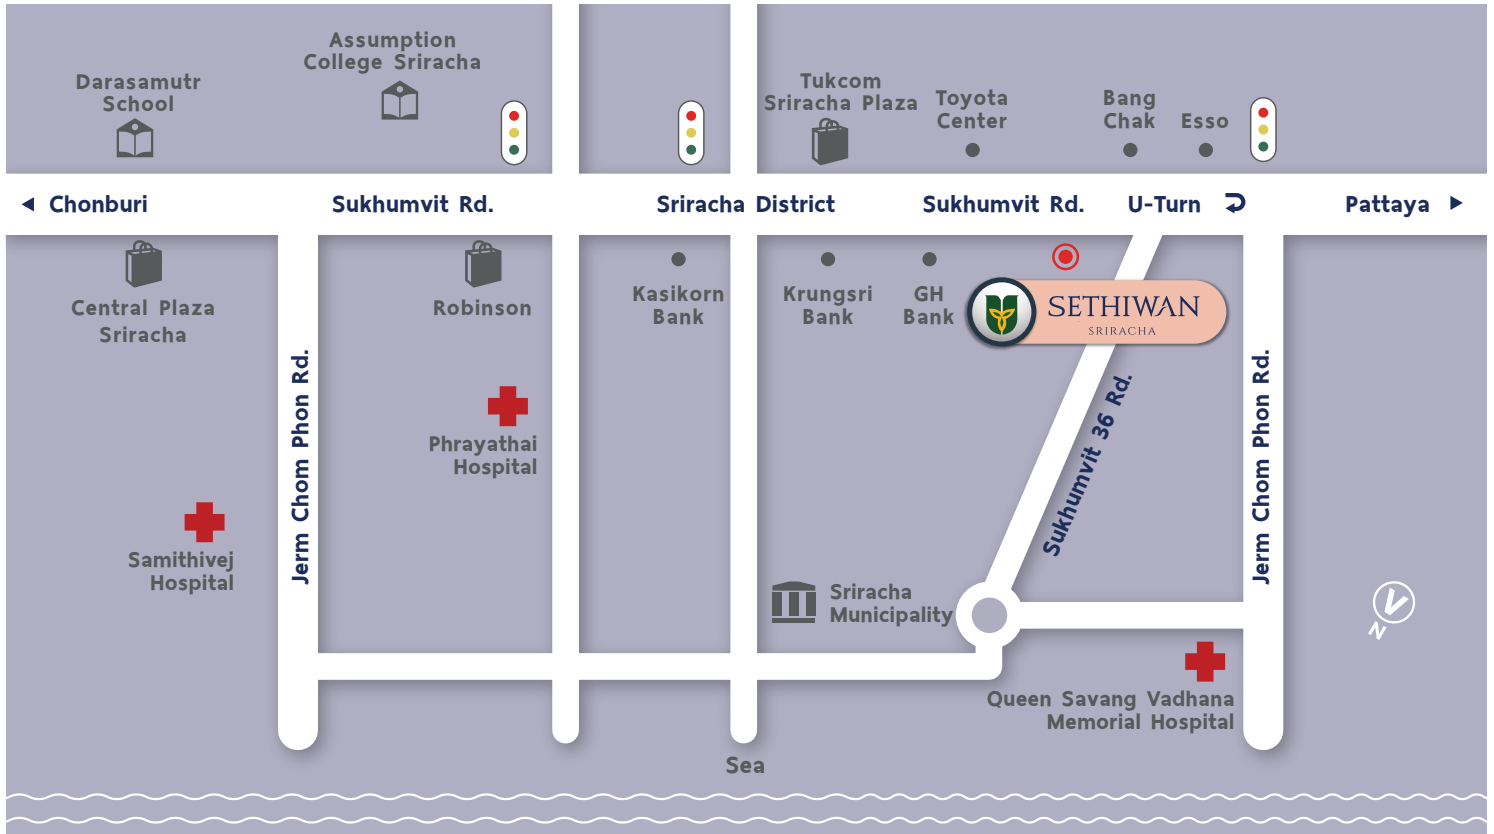 Assumption
College Sriracha
Darasamutr
School
Tukcom
Sriracha Plaza
Toyota
Center
Bang
Chak
Esso
Chonburi
Sukhumvit Rd.
Sriracha District
Sukhumvit Rd.
U-Turn
Pattaya
Central Plaza
Sriracha
Robinson
Kasikorn
Bank
Krungsri
Bank
GH
Bank
SETHIWAN
SRIRACHA
Jerm Chom Phon Rd.
Phrayathai
Hospital
Sukhumvit 36 Rd.
Jerm Chom Phon Rd.
Samithivej
Hospital
Sriracha
Municipality
N
Queen Savang Vadhana
Memorial Hospital
Sea